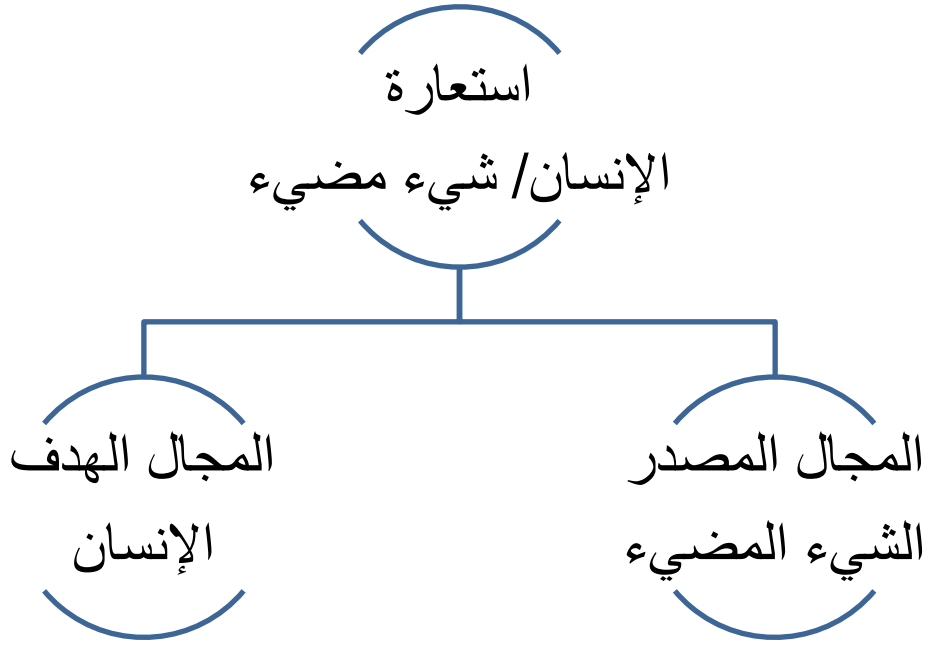 استعارة
الإنسان/ شيء مضيء
المجال المصدر
الشيء المضيء
المجال الهدف
الإنسان